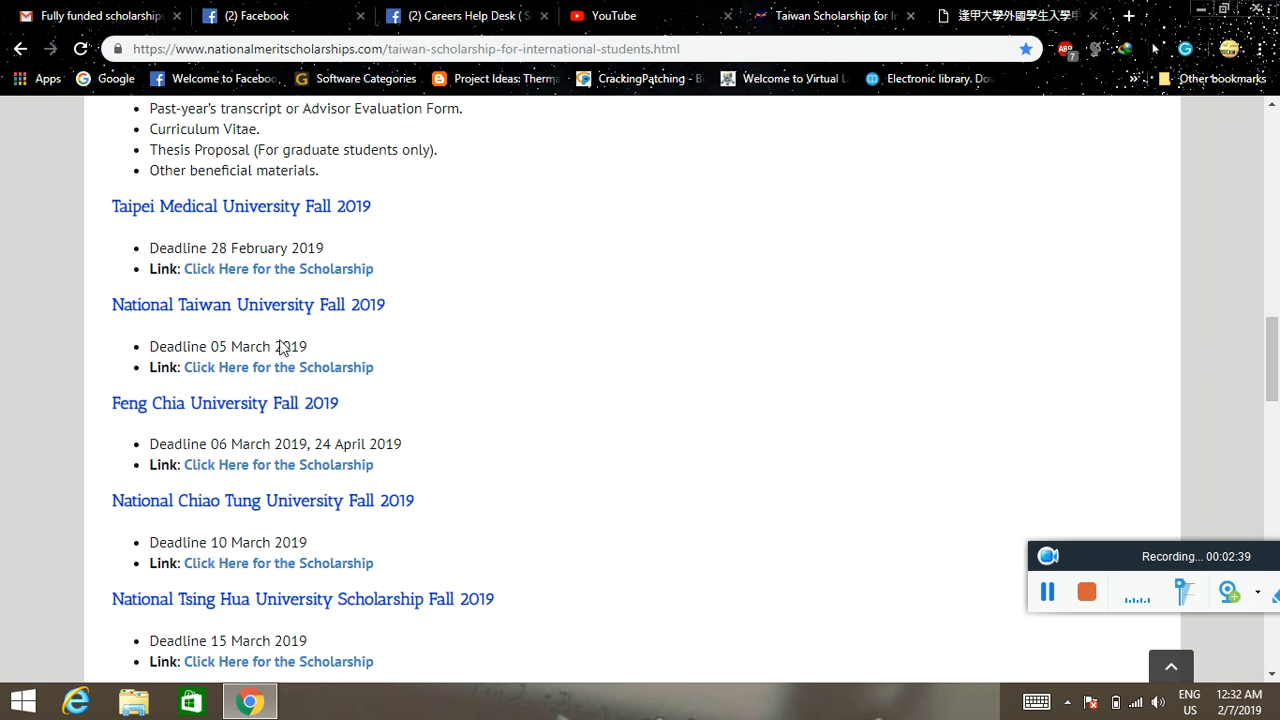 Fully funded scholarships
(2) Facebook
(2) Careers Help Desk ( S
YouTube
Taiwan Scholarship for In
逢甲大學外國學生入學申
https://www.nationalmeritscholarships.com/taiwan-scholarship-for-international-students.html
ABP
7
Apps
Google
Welcome to Faceboo
Software Categories
Project Ideas: Therma
CrackingPatching - B
Welcome to Virtual L
Electronic library. Do
Other bookmarks
Past-year's transcript or Advisor Evaluation Form.
Curriculum Vitae.
Thesis Proposal (For graduate students only).
Other beneficial materials.
Taipei Medical University Fall 2019
Deadline 28 February 2019
Link: Click Here for the Scholarship
National Taiwan University Fall 2019
Deadline 05 March 2019
Link: Click Here for the Scholarship
Feng Chia University Fall 2019
Deadline 06 March 2019, 24 April 2019
Link: Click Here for the Scholarship
National Chiao Tung University Fall 2019
Deadline 10 March 2019
Link: Click Here for the Scholarship
Recording... 00:02:39
National Tsing Hua University Scholarship Fall 2019
Deadline 15 March 2019
Link: Click Here for the Scholarship
ENG
US
12:32 AM
2/7/2019